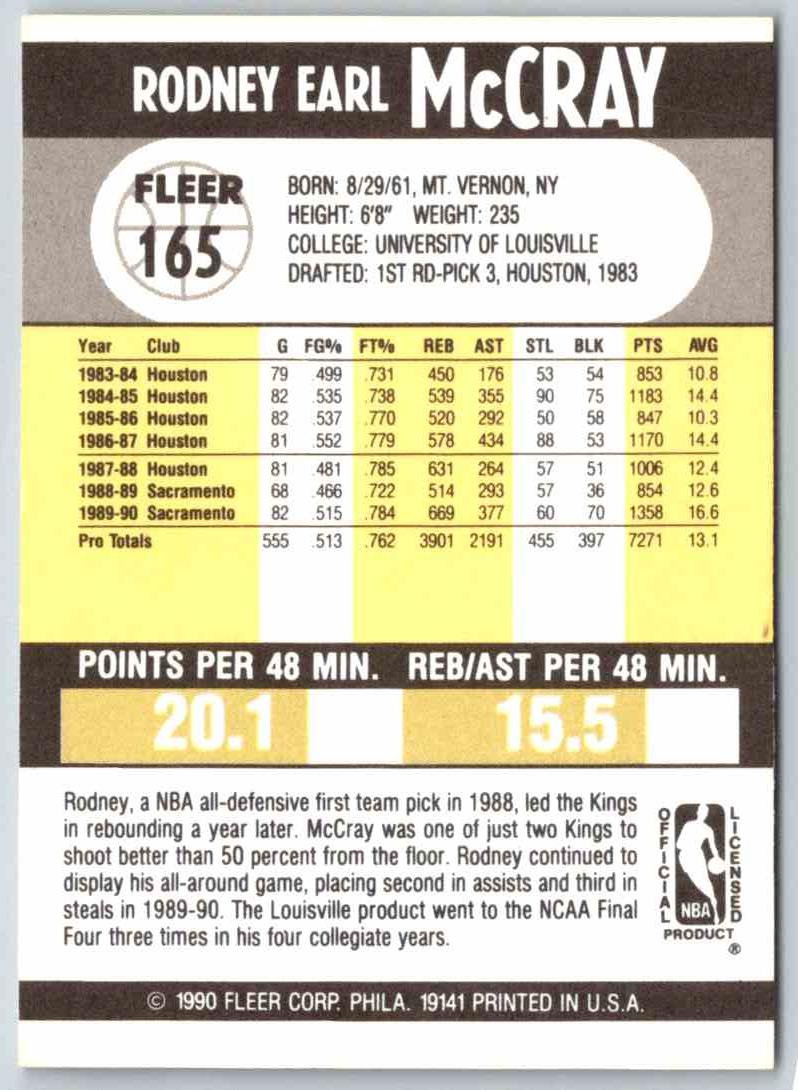 RODNEY EARL McCRAY
FLEER
165
BORN: 8/29/61, MT. VERNON, NY
HEIGHT: 6'8" WEIGHT: 235
COLLEGE: UNIVERSITY OF LOUISVILLE
DRAFTED: 1ST RD-PICK 3, HOUSTON, 1983
Year Club G FG% FT% REB AST STL BLK PTS AVG
1983-84 Houston 79 .499 .731 450 176 53 54 853 10.8
1984-85 Houston 82 .535 .738 539 355 90 75 1183 14.4
1985-86 Houston 82 .537 .770 520 292 50 58 847 10.3
1986-87 Houston 81 .552 .779 578 434 88 53 1170 14.4
1987-88 Houston 81 .481 .785 631 264 57 51 1006 12.4
1988-89 Sacramento 68 .466 .722 514 293 57 36 854 12.6
1989-90 Sacramento 82 .515 .784 669 377 60 70 1358 16.6
Pro Totals 555 .513 .762 3901 2191 455 397 7271 13.1
POINTS PER 48 MIN. REB/AST PER 48 MIN.
20.1 15.5
Rodney, a NBA all-defensive first team pick in 1988, led the Kings
in rebounding a year later. McCray was one of just two Kings to
shoot better than 50 percent from the floor. Rodney continued to
display his all-around game, placing second in assists and third in
steals in 1989-90. The Louisville product went to the NCAA Final
Four three times in his four collegiate years.
OFFICIAL
LICENSED
NBA
PRODUCT
®
© 1990 FLEER CORP. PHILA. 19141 PRINTED IN U.S.A.